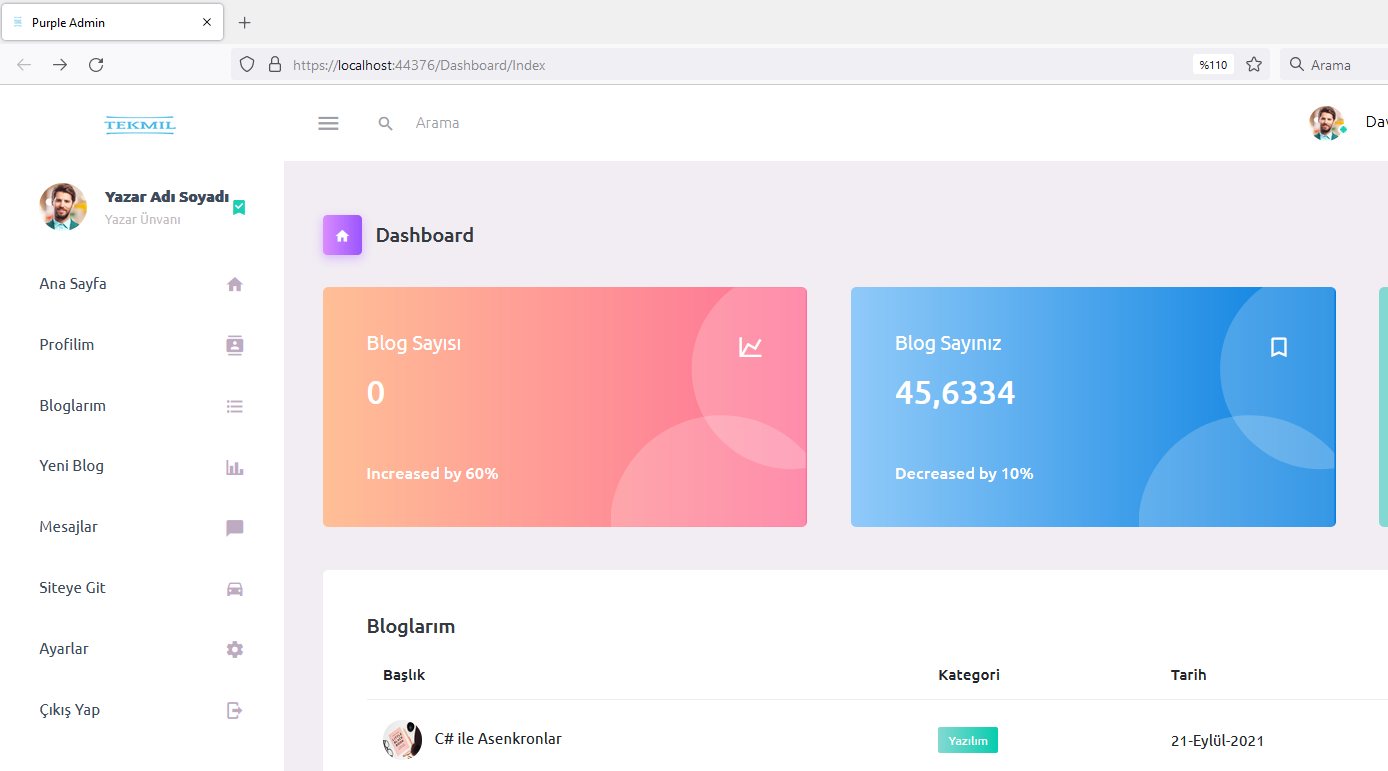 Purple Admin
https://localhost:44376/Dashboard/Index
%110
Arama
TEKMIL
Arama
Yazar Adı Soyadı
Yazar Ünvanı
Ana Sayfa
Profilim
Bloglarım
Yeni Blog
Mesajlar
Siteye Git
Ayarlar
Çıkış Yap
Dashboard
Blog Sayısı
0
Increased by 60%
Blog Sayınız
45,6334
Decreased by 10%
Bloglarım
Başlık Kategori Tarih
C# ile Asenkronlar Yazılım 21-Eylül-2021